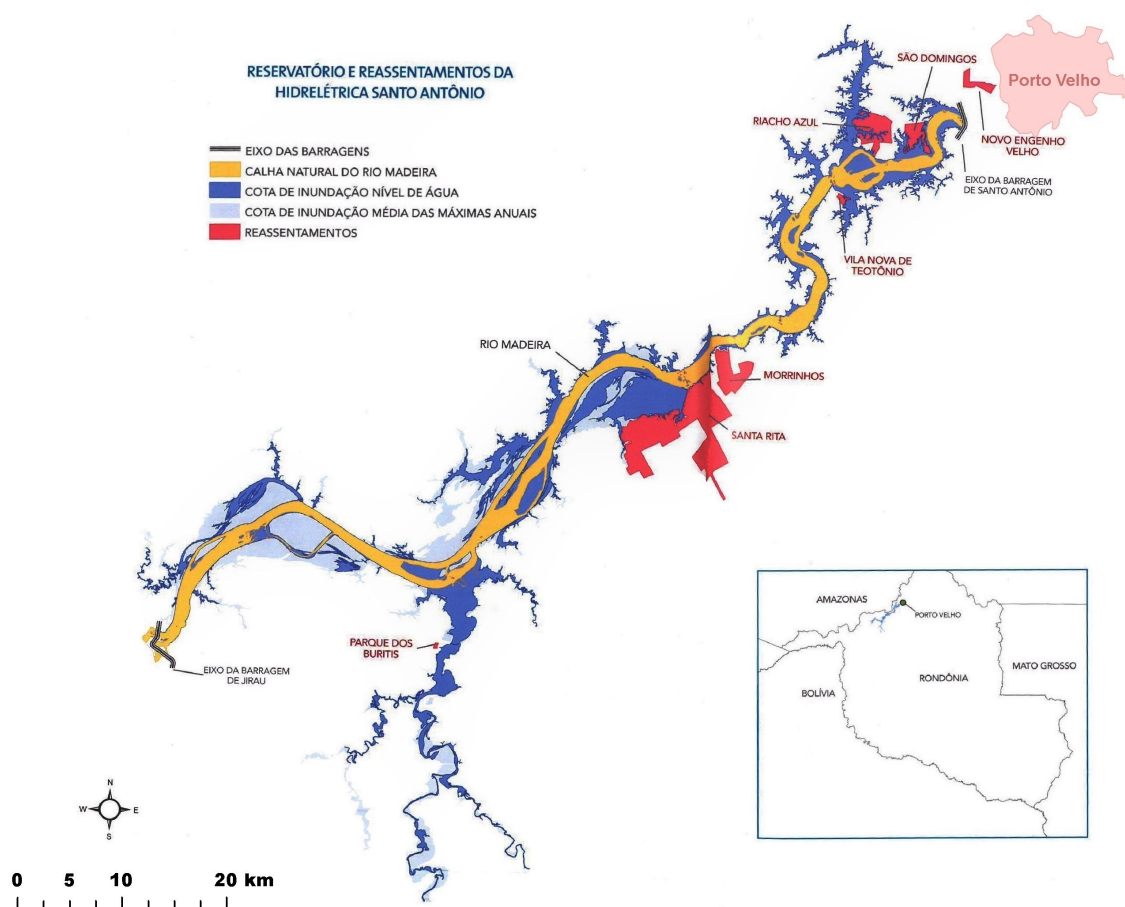 RESERVATÓRIO E REASSENTAMENTOS DA
HIDRELÉTRICA SANTO ANTÔNIO
EIXO DAS BARRAGENS
CALHA NATURAL DO RIO MADEIRA
COTA DE INUNDAÇÃO NÍVEL DE ÁGUA
COTA DE INUNDAÇÃO MÉDIA DAS MÁXIMAS ANUAIS
REASSENTAMENTOS
SÃO DOMINGOS
Porto Velho
RIACHO AZUL
NOVO ENGENHO
VELHO
EIXO DA BARRAGEM
DE SANTO ANTÔNIO
VILA NOVA DE
TEOTÔNIO
RIO MADEIRA
MORRINHOS
SANTA RITA
PARQUE DOS
BURITIS
EIXO DA BARRAGEM
DE JIRAU
AMAZONAS
PORTO VELHO
MATO GROSSO
RONDÔNIA
BOLÍVIA
N
W E
S
0 5 10 20 km